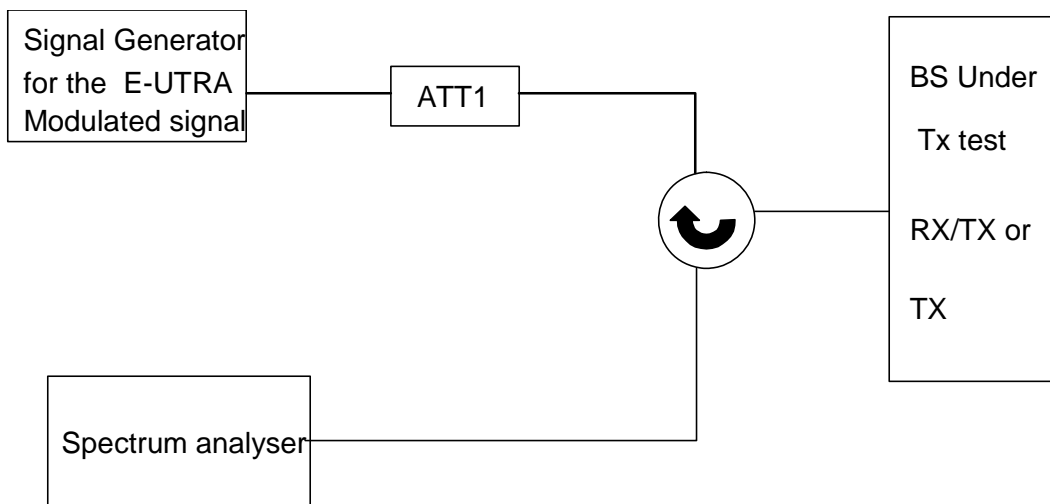 Signal Generator
for the E-UTRA
Modulated signal
ATT1
BS Under
Tx test
RX/TX or
TX
Spectrum analyser